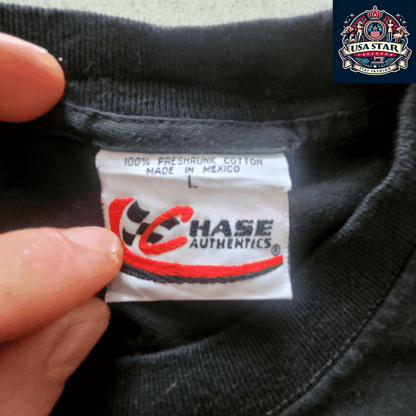 USA STAR
100% PRESHRUNK COTTON
MADE IN MEXICO
L
CHASE
AUTHENTICS®